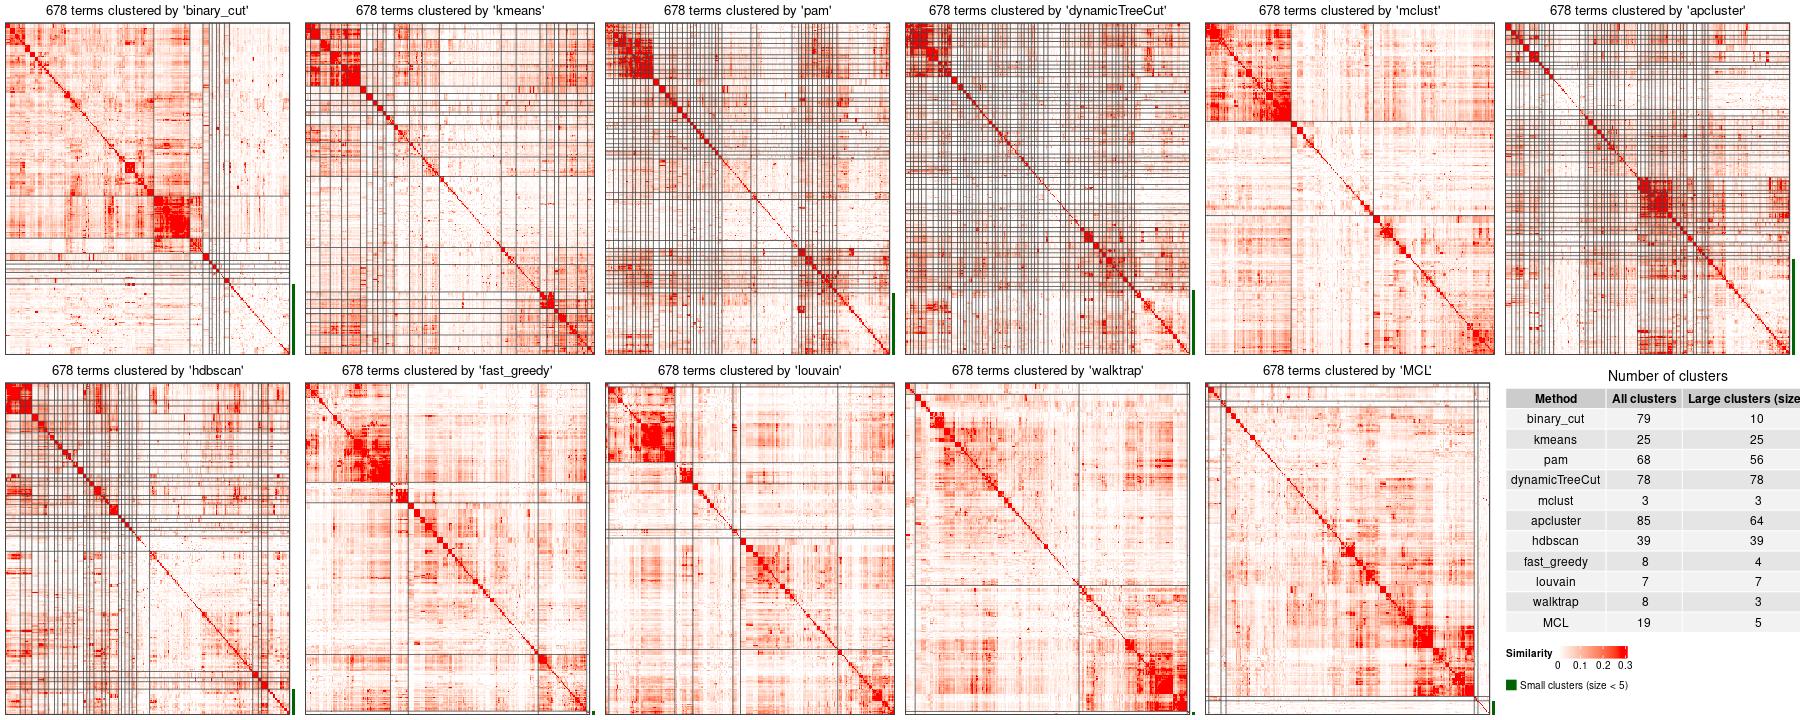 678 terms clustered by 'binary_cut'
678 terms clustered by 'kmeans'
678 terms clustered by 'pam'
678 terms clustered by 'dynamicTreeCut'
678 terms clustered by 'mclust'
678 terms clustered by 'apcluster'
678 terms clustered by 'hdbscan'
678 terms clustered by 'fast_greedy'
678 terms clustered by 'louvain'
678 terms clustered by 'walktrap'
678 terms clustered by 'MCL'
Number of clusters
Method All clusters Large clusters (size
binary_cut 79 10
kmeans 25 25
pam 68 56
dynamicTreeCut 78 78
mclust 3 3
apcluster 85 64
hdbscan 39 39
fast_greedy 8 4
louvain 7 7
walktrap 8 3
MCL 19 5
Similarity
0 0.1 0.2 0.3
Small clusters (size < 5)